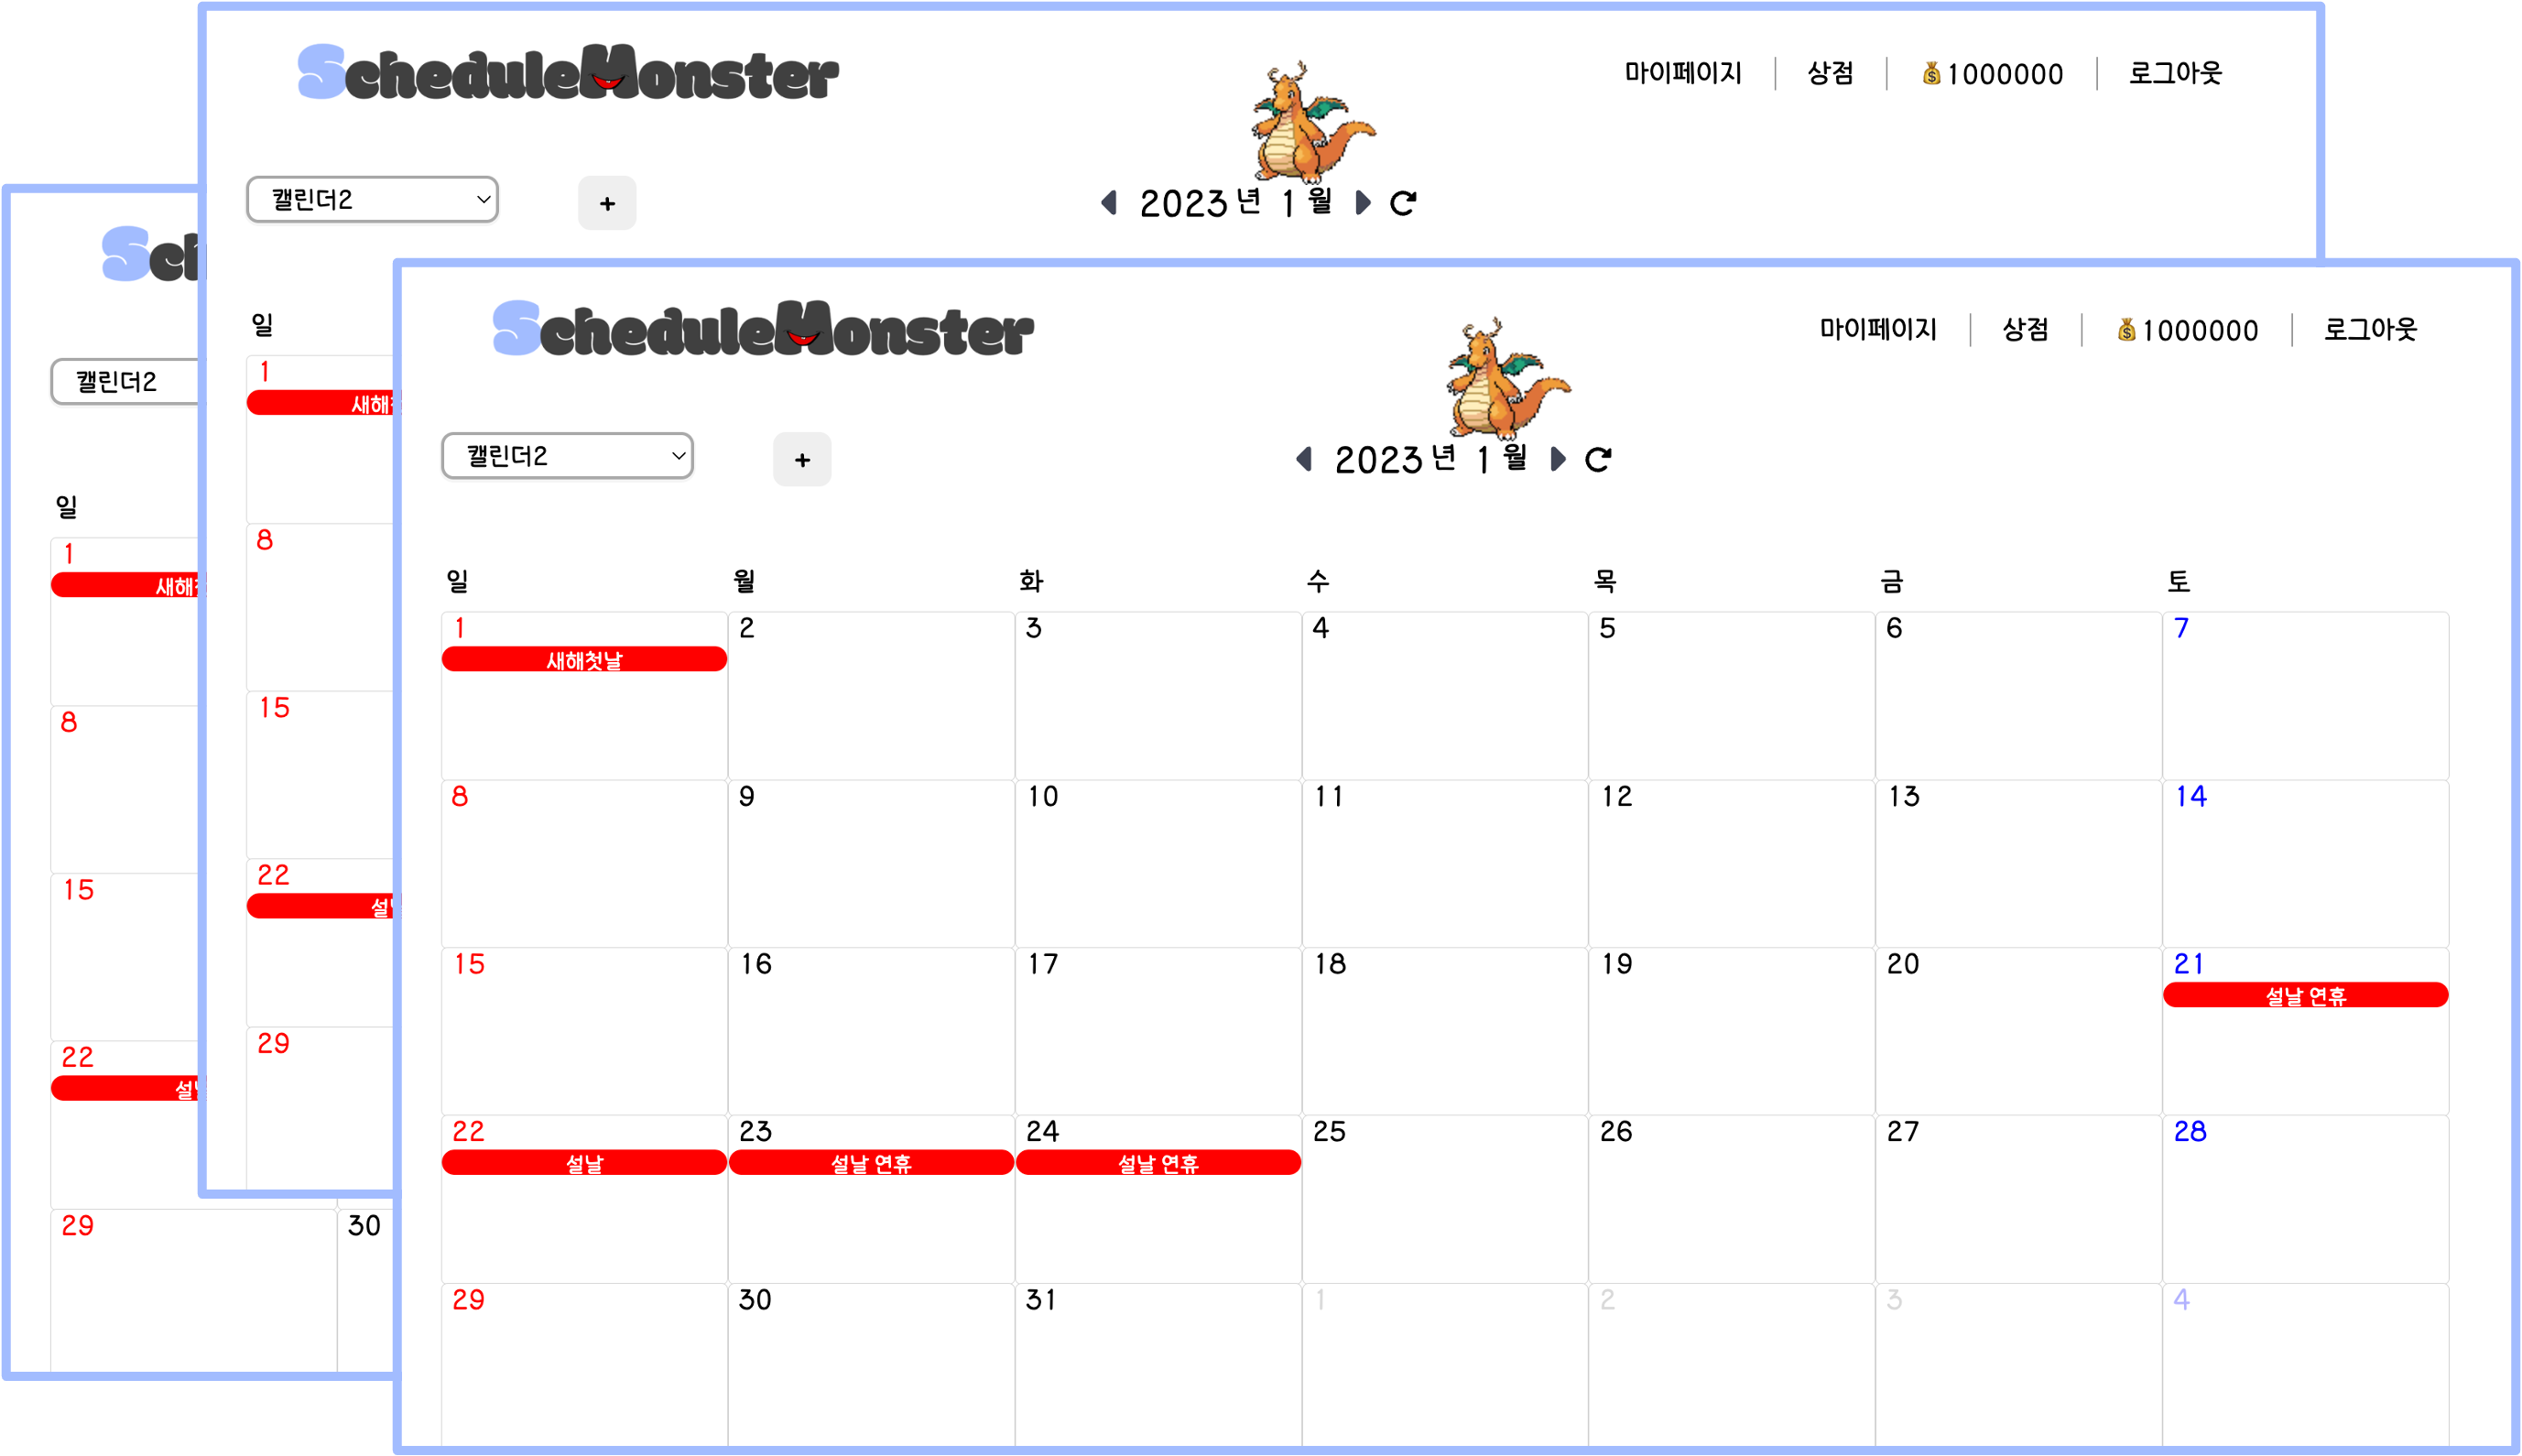 ScheduleMonster
마이페이지 상점 1000000 로그아웃
캘린더2 + 2023년 1월
일
1
새해
8
15
22
설
29
Sc
캘린더2
일
1
새해
8
15
22
설
29 30
ScheduleMonster
마이페이지 상점 1000000 로그아웃
캘린더2 + 2023년 1월
일 월 화 수 목 금 토
1 2 3 4 5 6 7
새해첫날
8 9 10 11 12 13 14
15 16 17 18 19 20 21
설날 연휴
22 23 24 25 26 27 28
설날 설날 연휴 설날 연휴
29 30 31 1 2 3 4